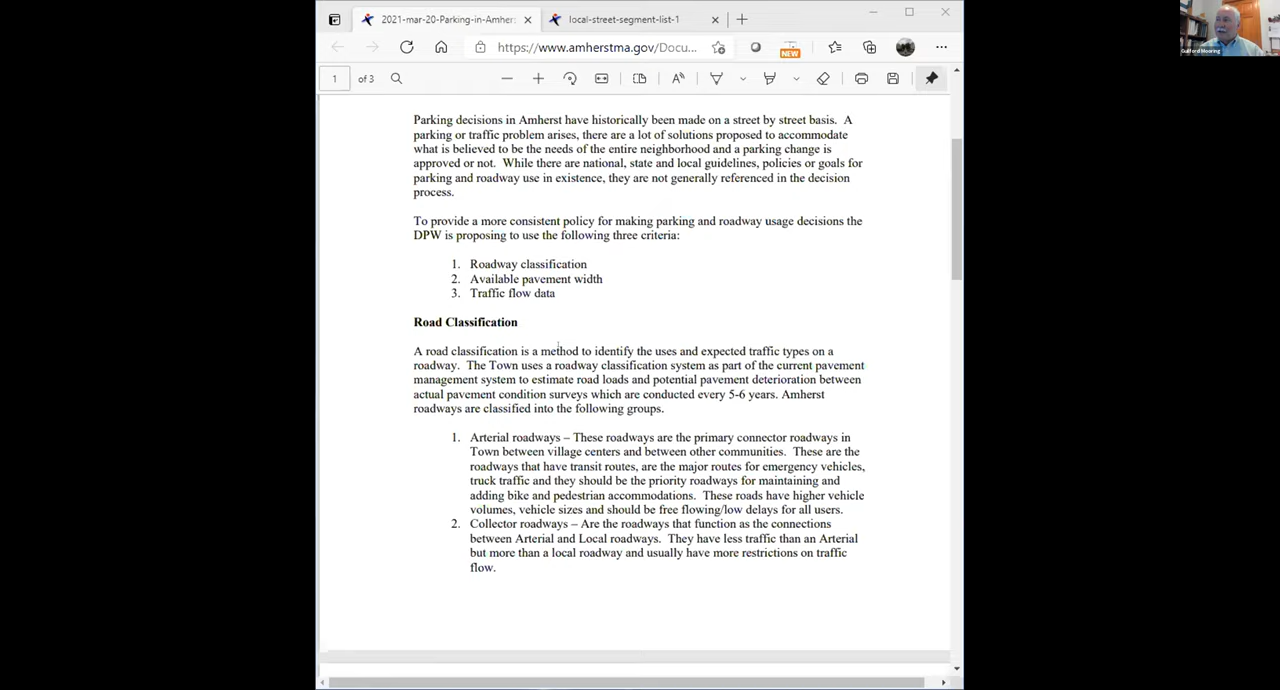 2021-mar-20-Parking-in-Amhers
local-street-segment-list-1
https://www.amherstma.gov/Docu...
NEW
1 of 3
Guilford Mooring
Parking decisions in Amherst have historically been made on a street by street basis. A
parking or traffic problem arises, there are a lot of solutions proposed to accommodate
what is believed to be the needs of the entire neighborhood and a parking change is
approved or not. While there are national, state and local guidelines, policies or goals for
parking and roadway use in existence, they are not generally referenced in the decision
process.
To provide a more consistent policy for making parking and roadway usage decisions the
DPW is proposing to use the following three criteria:
1. Roadway classification
2. Available pavement width
3. Traffic flow data
Road Classification
A road classification is a method to identify the uses and expected traffic types on a
roadway. The Town uses a roadway classification system as part of the current pavement
management system to estimate road loads and potential pavement deterioration between
actual pavement condition surveys which are conducted every 5-6 years. Amherst
roadways are classified into the following groups.
1. Arterial roadways – These roadways are the primary connector roadways in
Town between village centers and between other communities. These are the
roadways that have transit routes, are the major routes for emergency vehicles,
truck traffic and they should be the priority roadways for maintaining and
adding bike and pedestrian accommodations. These roads have higher vehicle
volumes, vehicle sizes and should be free flowing/low delays for all users.
2. Collector roadways – Are the roadways that function as the connections
between Arterial and Local roadways. They have less traffic than an Arterial
but more than a local roadway and usually have more restrictions on traffic
flow.